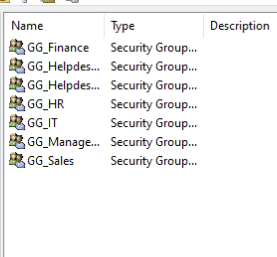 Name Type Description
GG_Finance Security Group...
GG_Helpdes... Security Group...
GG_Helpdes... Security Group...
GG_HR Security Group...
GG_IT Security Group...
GG_Manage... Security Group...
GG_Sales Security Group...